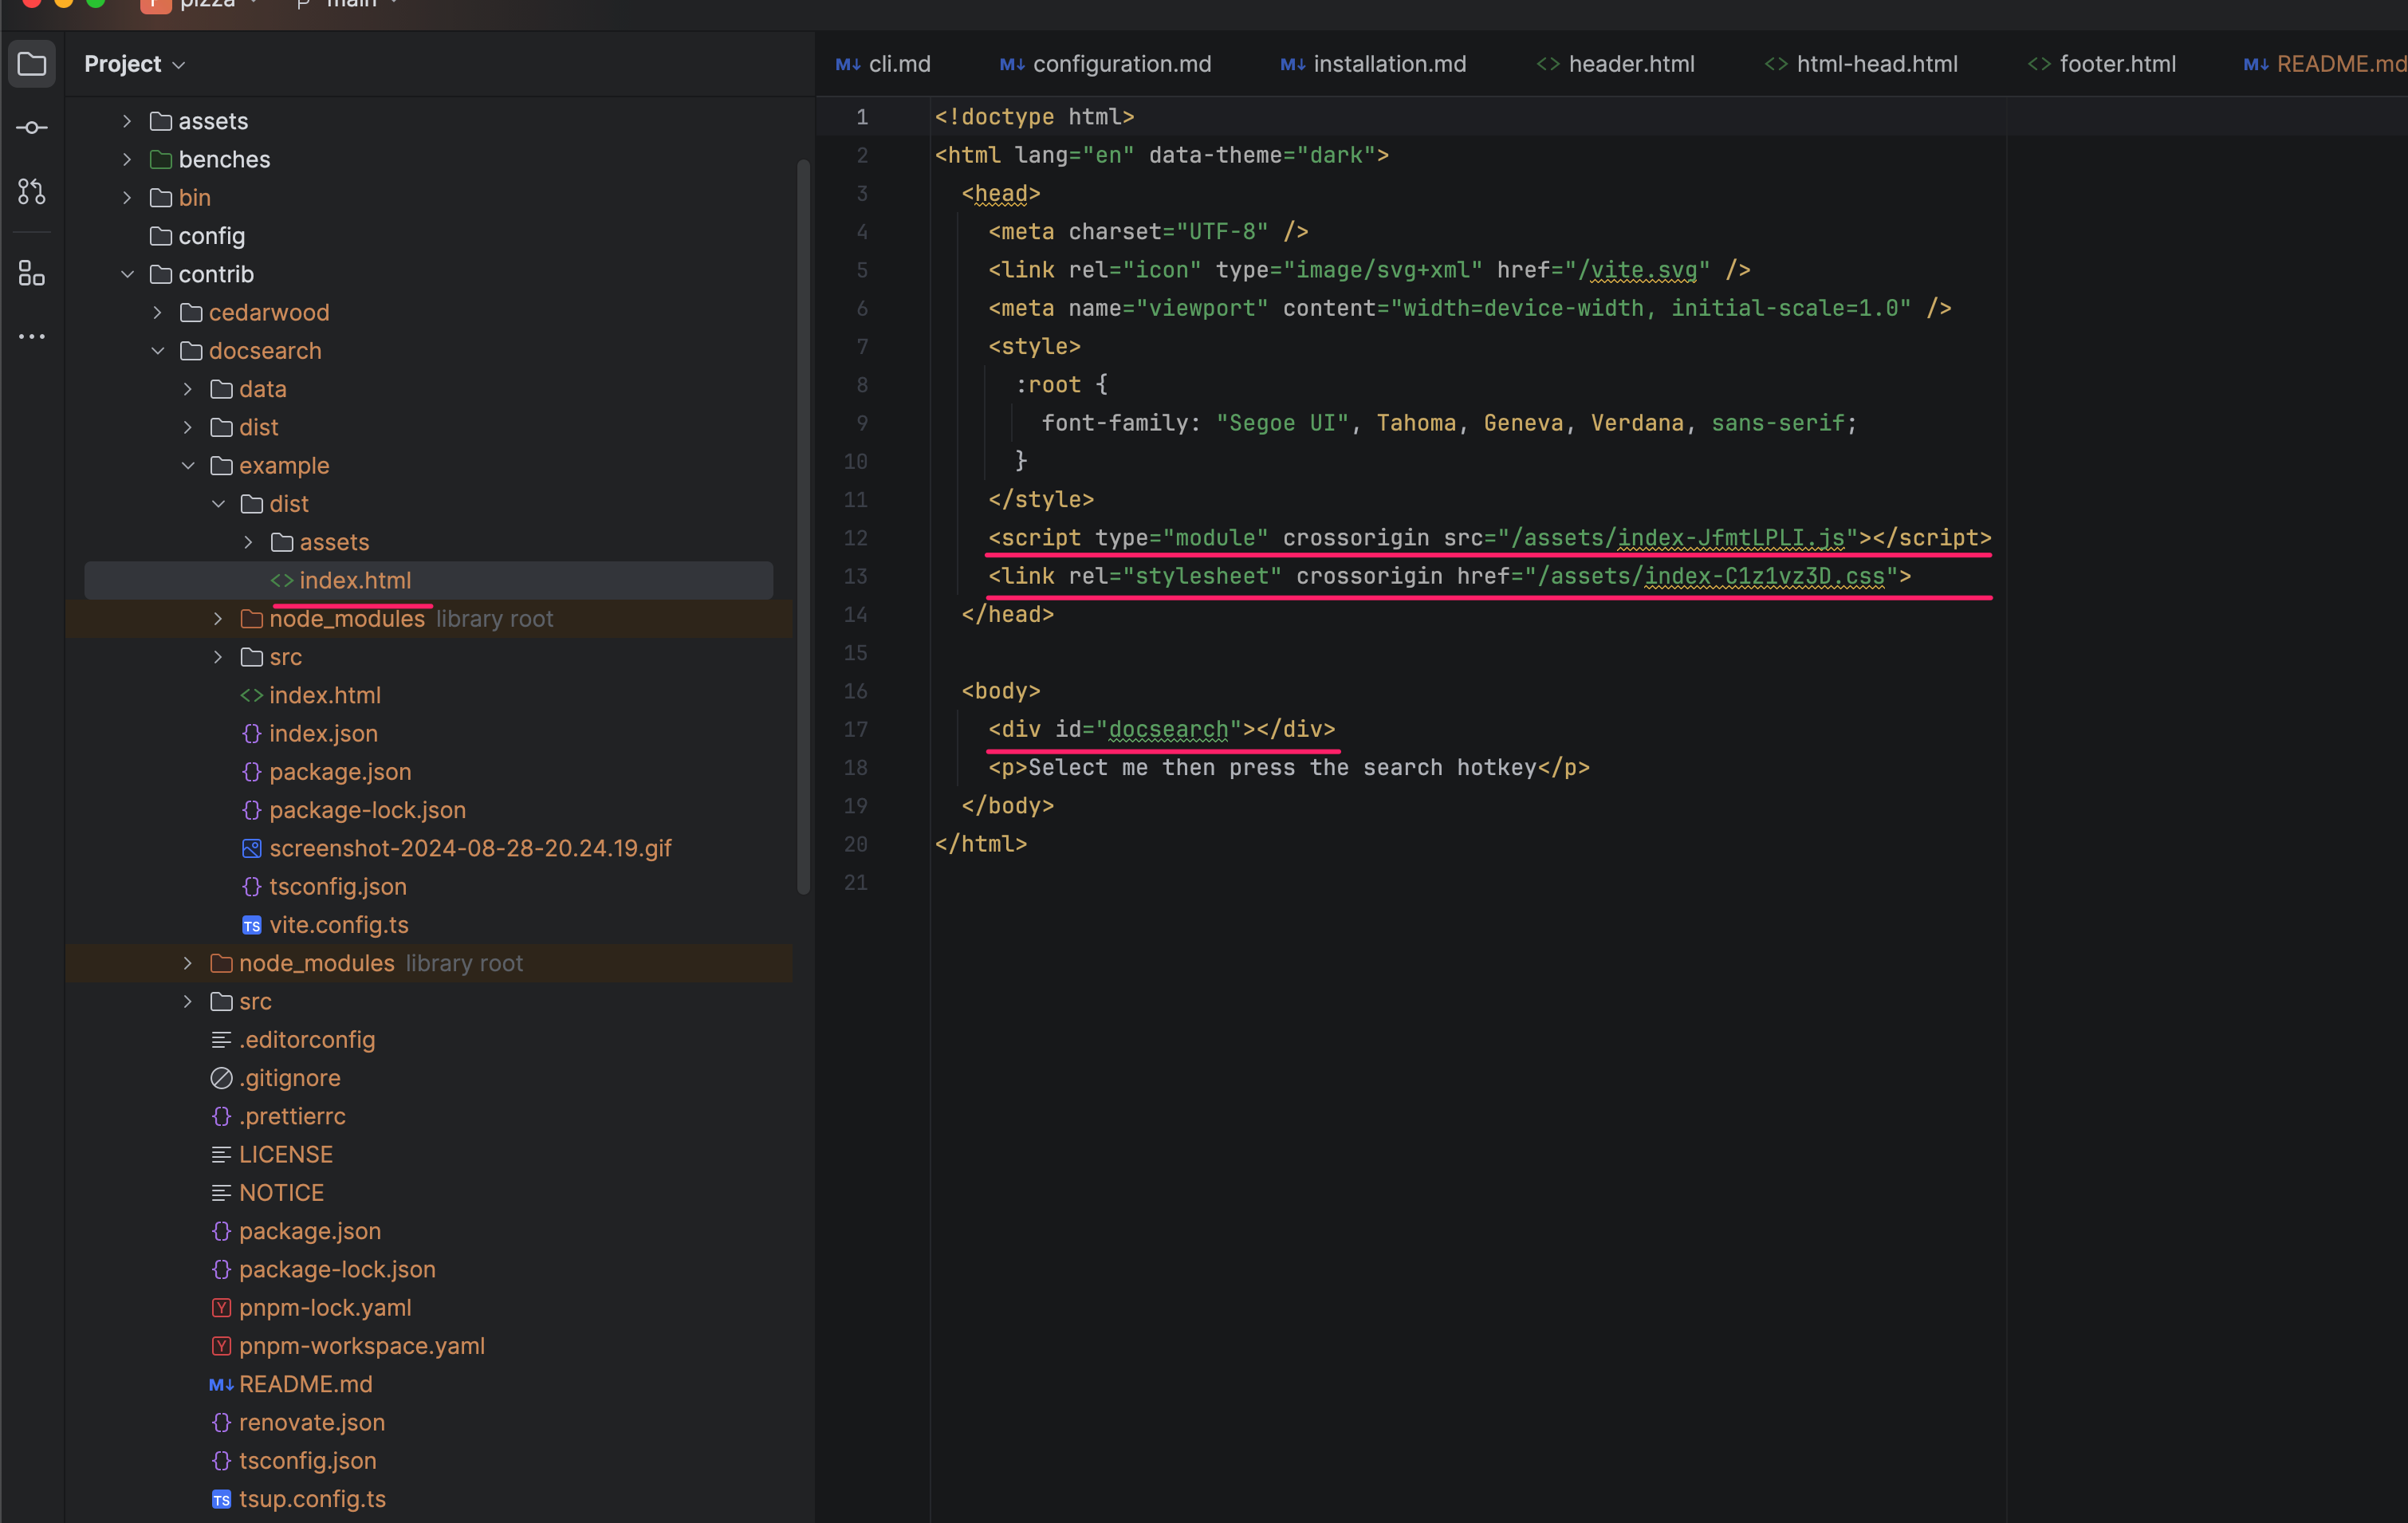 pizza
main
Project
assets
benches
bin
config
contrib
cedarwood
docsearch
data
dist
example
dist
assets
index.html
node_modules library root
src
index.html
index.json
package.json
package-lock.json
screenshot-2024-08-28-20.24.19.gif
tsconfig.json
TS vite.config.ts
node_modules library root
src
.editorconfig
.gitignore
.prettierrc
LICENSE
NOTICE
package.json
package-lock.json
Y pnpm-lock.yaml
Y pnpm-workspace.yaml
M↓ README.md
renovate.json
tsconfig.json
TS tsup.config.ts
M↓ cli.md M↓ configuration.md M↓ installation.md <> header.html <> html-head.html <> footer.html M↓ README.md
1 <!doctype html>
2 <html lang="en" data-theme="dark">
3 <head>
4 <meta charset="UTF-8" />
5 <link rel="icon" type="image/svg+xml" href="/vite.svg" />
6 <meta name="viewport" content="width=device-width, initial-scale=1.0" />
7 <style>
8 :root {
9 font-family: "Segoe UI", Tahoma, Geneva, Verdana, sans-serif;
10 }
11 </style>
12 <script type="module" crossorigin src="/assets/index-JfmtLPLI.js"></script>
13 <link rel="stylesheet" crossorigin href="/assets/index-C1z1vz3D.css">
14 </head>
15
16 <body>
17 <div id="docsearch"></div>
18 <p>Select me then press the search hotkey</p>
19 </body>
20 </html>
21